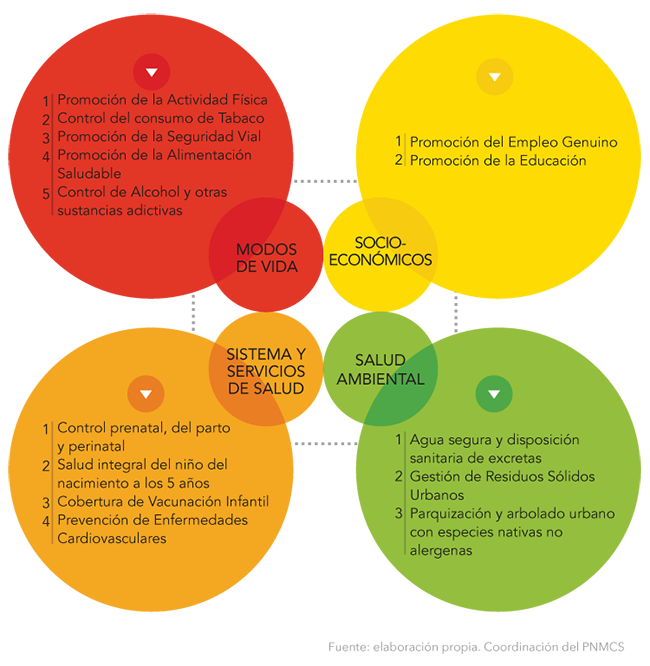 1 Promoción de la Actividad Física
2 Control del consumo de Tabaco
3 Promoción de la Seguridad Vial
4 Promoción de la Alimentación
Saludable
5 Control de Alcohol y otras
sustancias adictivas
MODOS
DE VIDA
1 Promoción del Empleo Genuino
2 Promoción de la Educación
SOCIO-
ECONÓMICOS
SISTEMA Y
SERVICIOS
DE SALUD
1 Control prenatal, del parto
y perinatal
2 Salud integral del niño del
nacimiento a los 5 años
3 Cobertura de Vacunación Infantil
4 Prevención de Enfermedades
Cardiovasculares
SALUD
AMBIENTAL
1 Agua segura y disposición
sanitaria de excretas
2 Gestión de Residuos Sólidos
Urbanos
3 Parquización y arbolado urbano
con especies nativas no
alergenas
Fuente: elaboración propia. Coordinación del PNMCS